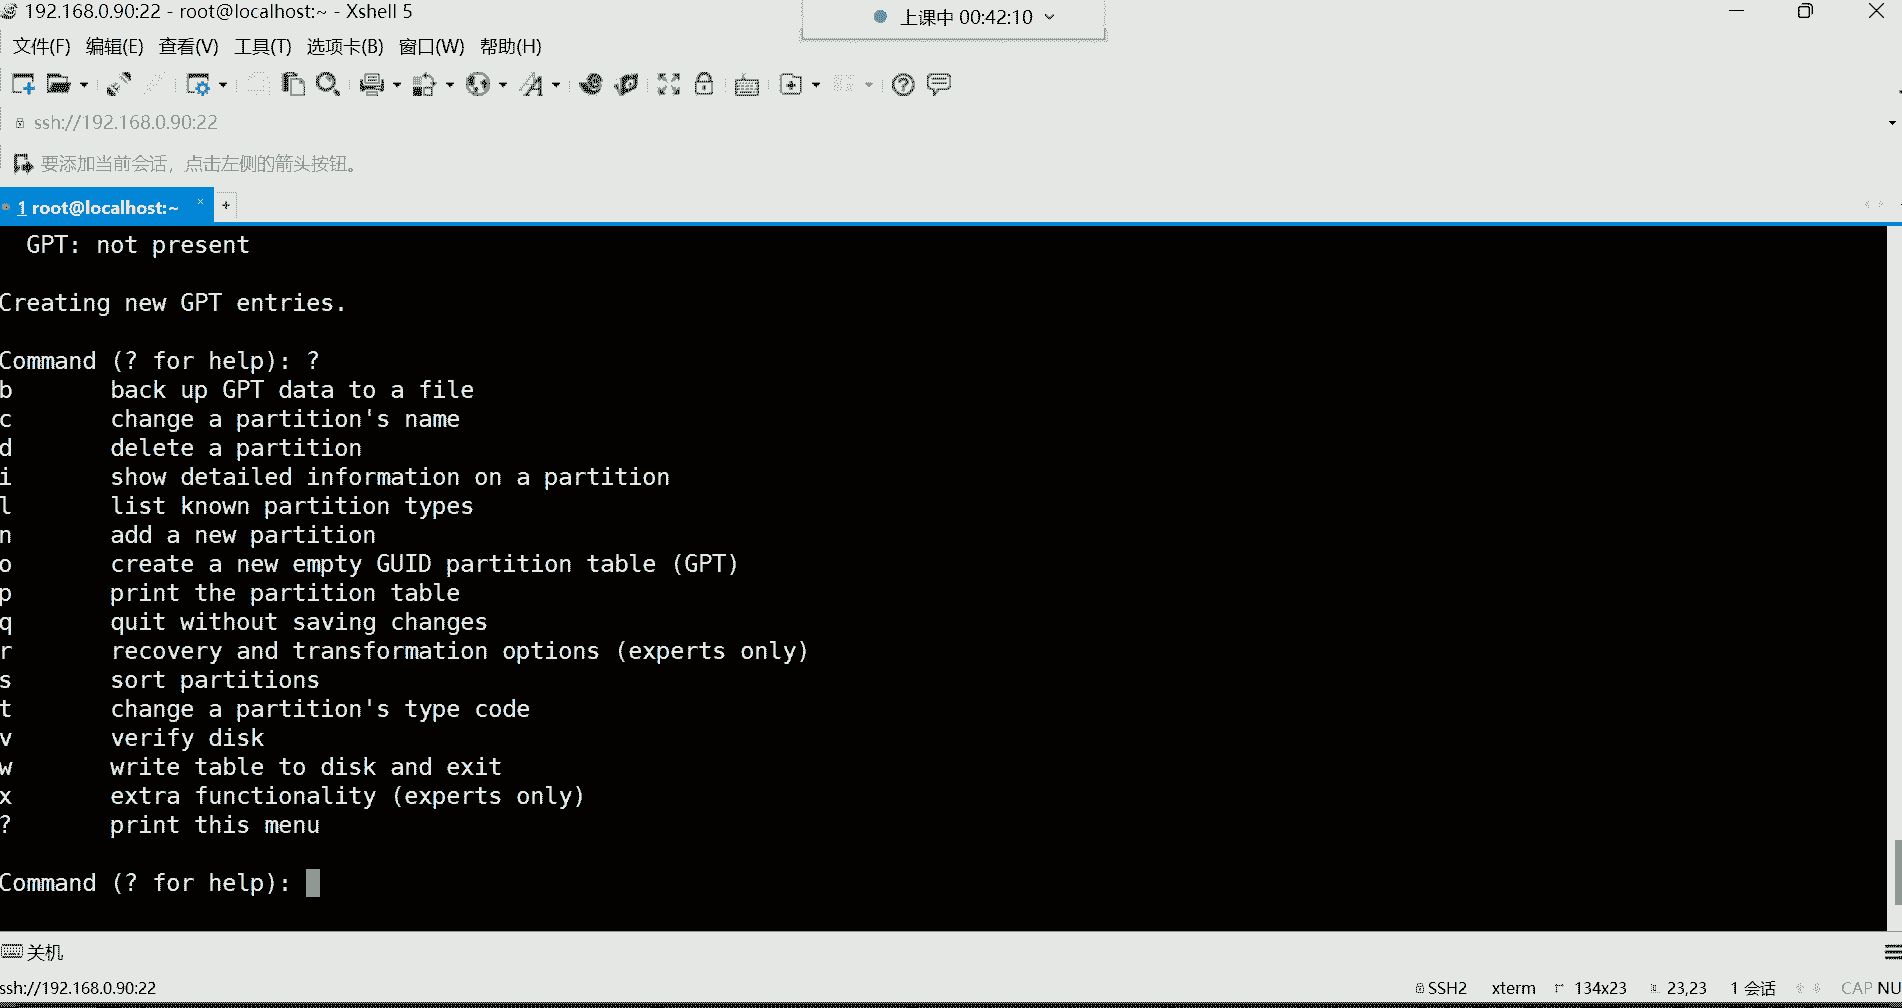 192.168.0.90:22 - root@localhost:~ - Xshell 5
上课中 00:42:10
文件(F) 编辑(E) 查看(V) 工具(T) 选项卡(B) 窗口(W) 帮助(H)
ssh://192.168.0.90:22
要添加当前会话，点击左侧的箭头按钮。
1 root@localhost:~ × +
GPT: not present
Creating new GPT entries.
Command (? for help): ?
b back up GPT data to a file
c change a partition's name
d delete a partition
i show detailed information on a partition
l list known partition types
n add a new partition
o create a new empty GUID partition table (GPT)
p print the partition table
q quit without saving changes
r recovery and transformation options (experts only)
s sort partitions
t change a partition's type code
v verify disk
w write table to disk and exit
x extra functionality (experts only)
? print this menu
Command (? for help):
关机
ssh://192.168.0.90:22 SSH2 xterm 134x23 23,23 1 会话 CAP NU